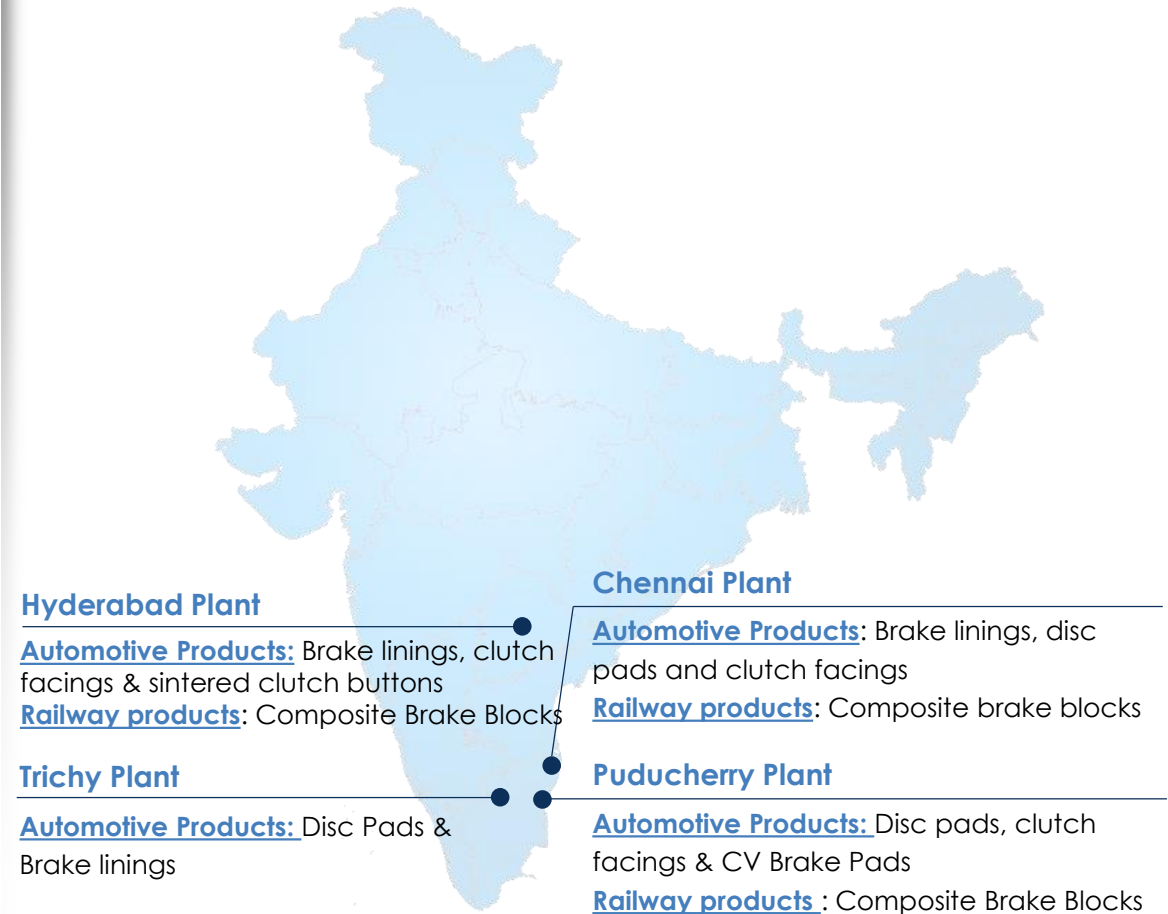 Hyderabad Plant
Automotive Products: Brake linings, clutch
facings & sintered clutch buttons
Railway products: Composite Brake Blocks
Chennai Plant
Automotive Products: Brake linings, disc
pads and clutch facings
Railway products: Composite brake blocks
Trichy Plant
Automotive Products: Disc Pads &
Brake linings
Puducherry Plant
Automotive Products: Disc pads, clutch
facings & CV Brake Pads
Railway products : Composite Brake Blocks